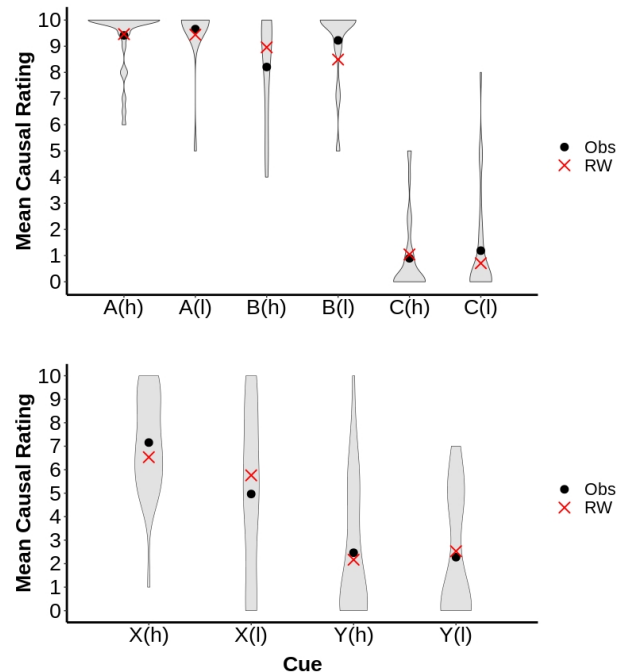 Mean Causal Rating
10
9
8
7
6
5
4
3
2
1
0
A(h) A(l) B(h) B(l) C(h) C(l)
Obs
RW
Mean Causal Rating
10
9
8
7
6
5
4
3
2
1
0
X(h) X(l) Y(h) Y(l)
Cue
Obs
RW